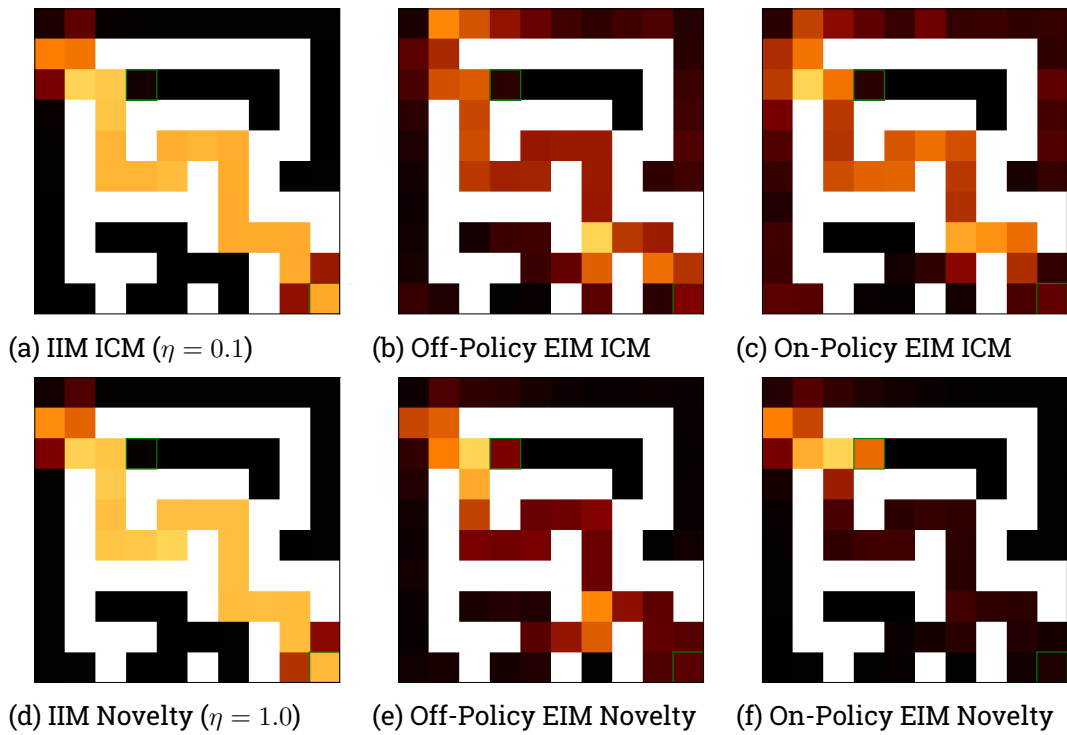 (a) IIM ICM (η = 0.1)
(b) Off-Policy EIM ICM
(c) On-Policy EIM ICM
(d) IIM Novelty (η = 1.0)
(e) Off-Policy EIM Novelty
(f) On-Policy EIM Novelty